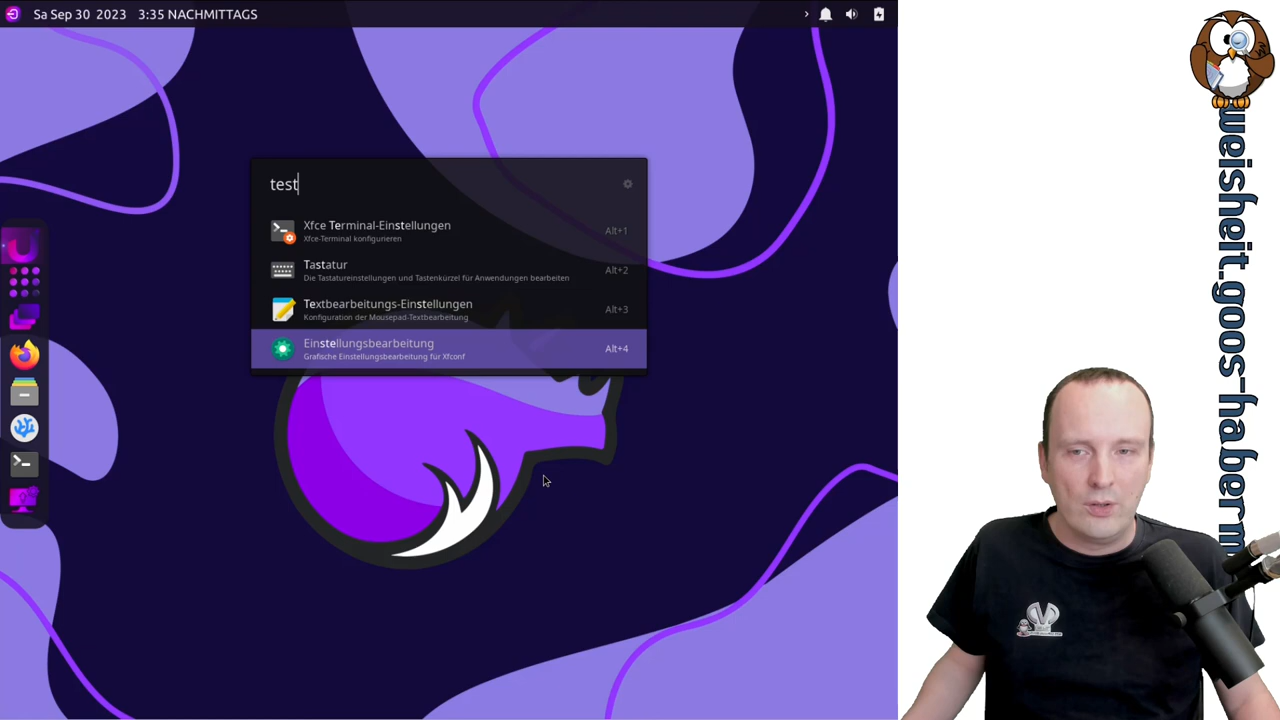 Sa Sep 30 2023 3:35 NACHMITTAGS
test
Xfce Terminal-Einstellungen
Xfce-Terminal konfigurieren
Alt+1
Tastatur
Die Tastatureinstellungen und Tastenkürzel für Anwendungen bearbeiten
Alt+2
Textbearbeitungs-Einstellungen
Konfiguration der Mousepad-Textbearbeitung
Alt+3
Einstellungsbearbeitung
Grafische Einstellungsbearbeitung für Xfconf
Alt+4
weisheit.goos-haberm